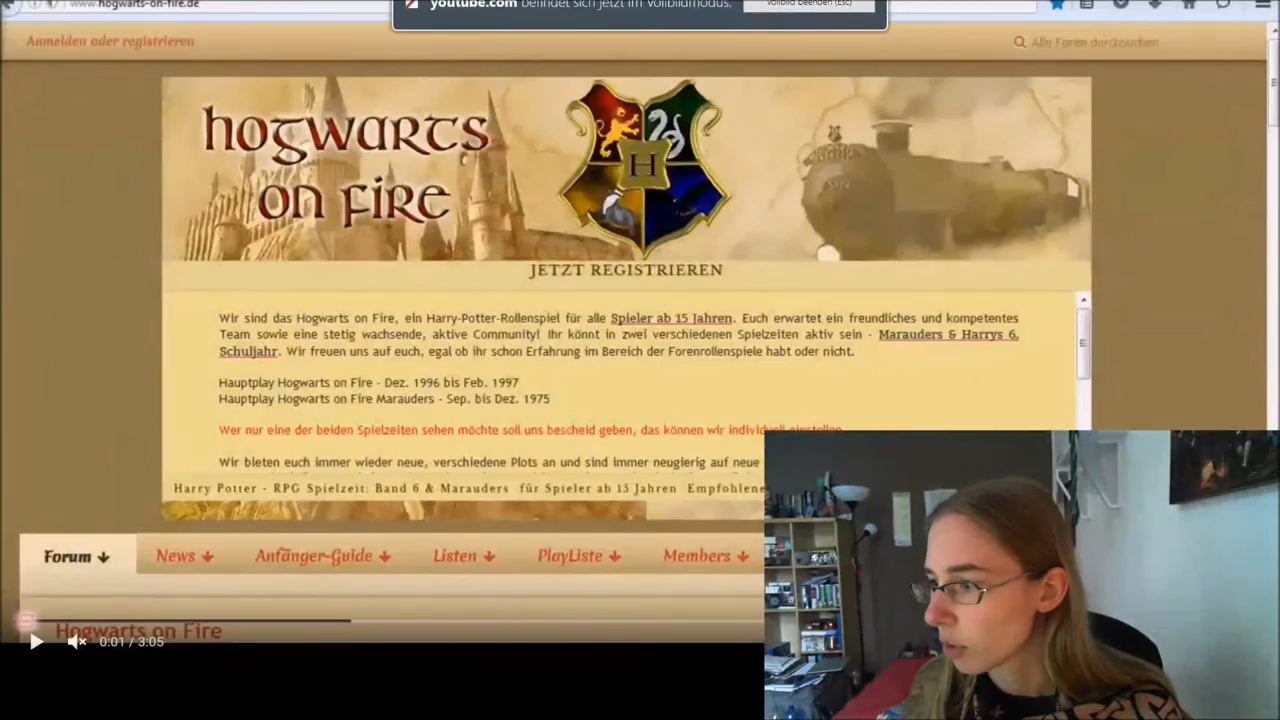 www.hogwarts-on-fire.de
youtube.com befindet sich jetzt im Vollbildmodus.
Vollbild beenden (Esc)
Anmelden oder registrieren
Alle Foren durchsuchen
hogwarts
on fire
H
JETZT REGISTRIEREN
Wir sind das Hogwarts on Fire, ein Harry-Potter-Rollenspiel für alle Spieler ab 15 Jahren. Euch erwartet ein freundliches und kompetentes
Team sowie eine stetig wachsende, aktive Community! Ihr könnt in zwei verschiedenen Spielzeiten aktiv sein - Marauders & Harrys 6.
Schuljahr. Wir freuen uns auf euch, egal ob ihr schon Erfahrung im Bereich der Forenrollenspiele habt oder nicht.
Hauptplay Hogwarts on Fire - Dez. 1996 bis Feb. 1997
Hauptplay Hogwarts on Fire Marauders - Sep. bis Dez. 1975
Wer nur eine der beiden Spielzeiten sehen möchte soll uns bescheid geben, das können wir individuell einstellen.
Wir bieten euch immer wieder neue, verschiedene Plots an und sind immer neugierig auf neue
Harry Potter - RPG Spielzeit: Band 6 & Marauders für Spieler ab 15 Jahren Empfohlene
Forum News Anfänger-Guide Listen PlayListe Members
Hogwarts on Fire
0:01 / 3:05